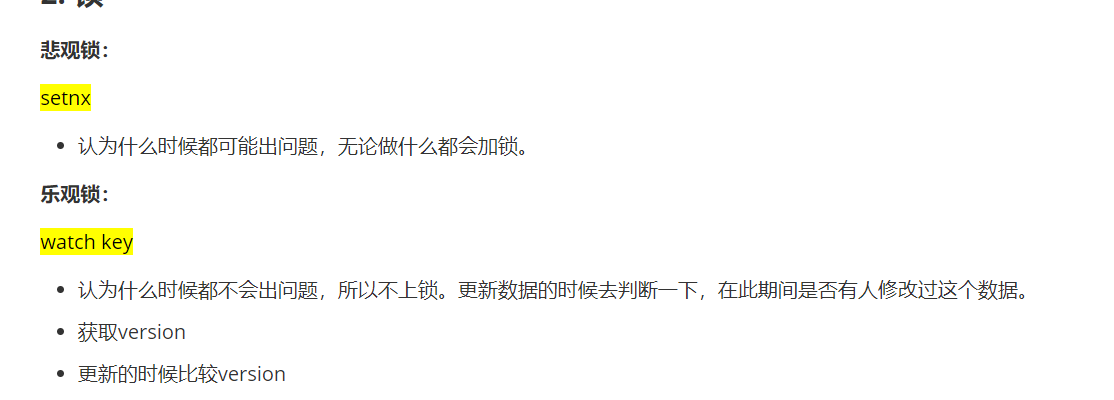 2. 锁
悲观锁：
setnx
认为什么时候都可能出问题，无论做什么都会加锁。
乐观锁：
watch key
认为什么时候都不会出问题，所以不上锁。更新数据的时候去判断一下，在此期间是否有人修改过这个数据。
获取version
更新的时候比较version